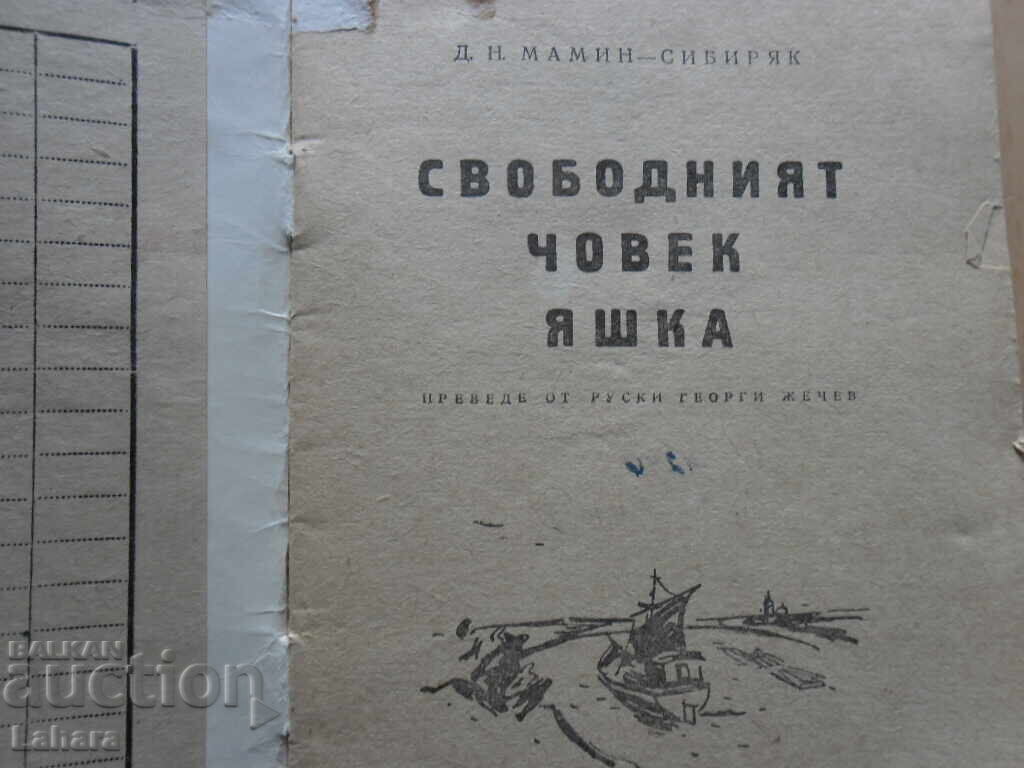 Д. Н. МАМИН—СИБИРЯК
СВОБОДНИЯТ
ЧОВЕК
ЯШКА
ПРЕВЕДЕ ОТ РУСКИ ГЕОРГИ ЖЕЧЕВ
BALKAN
auction
Lahara